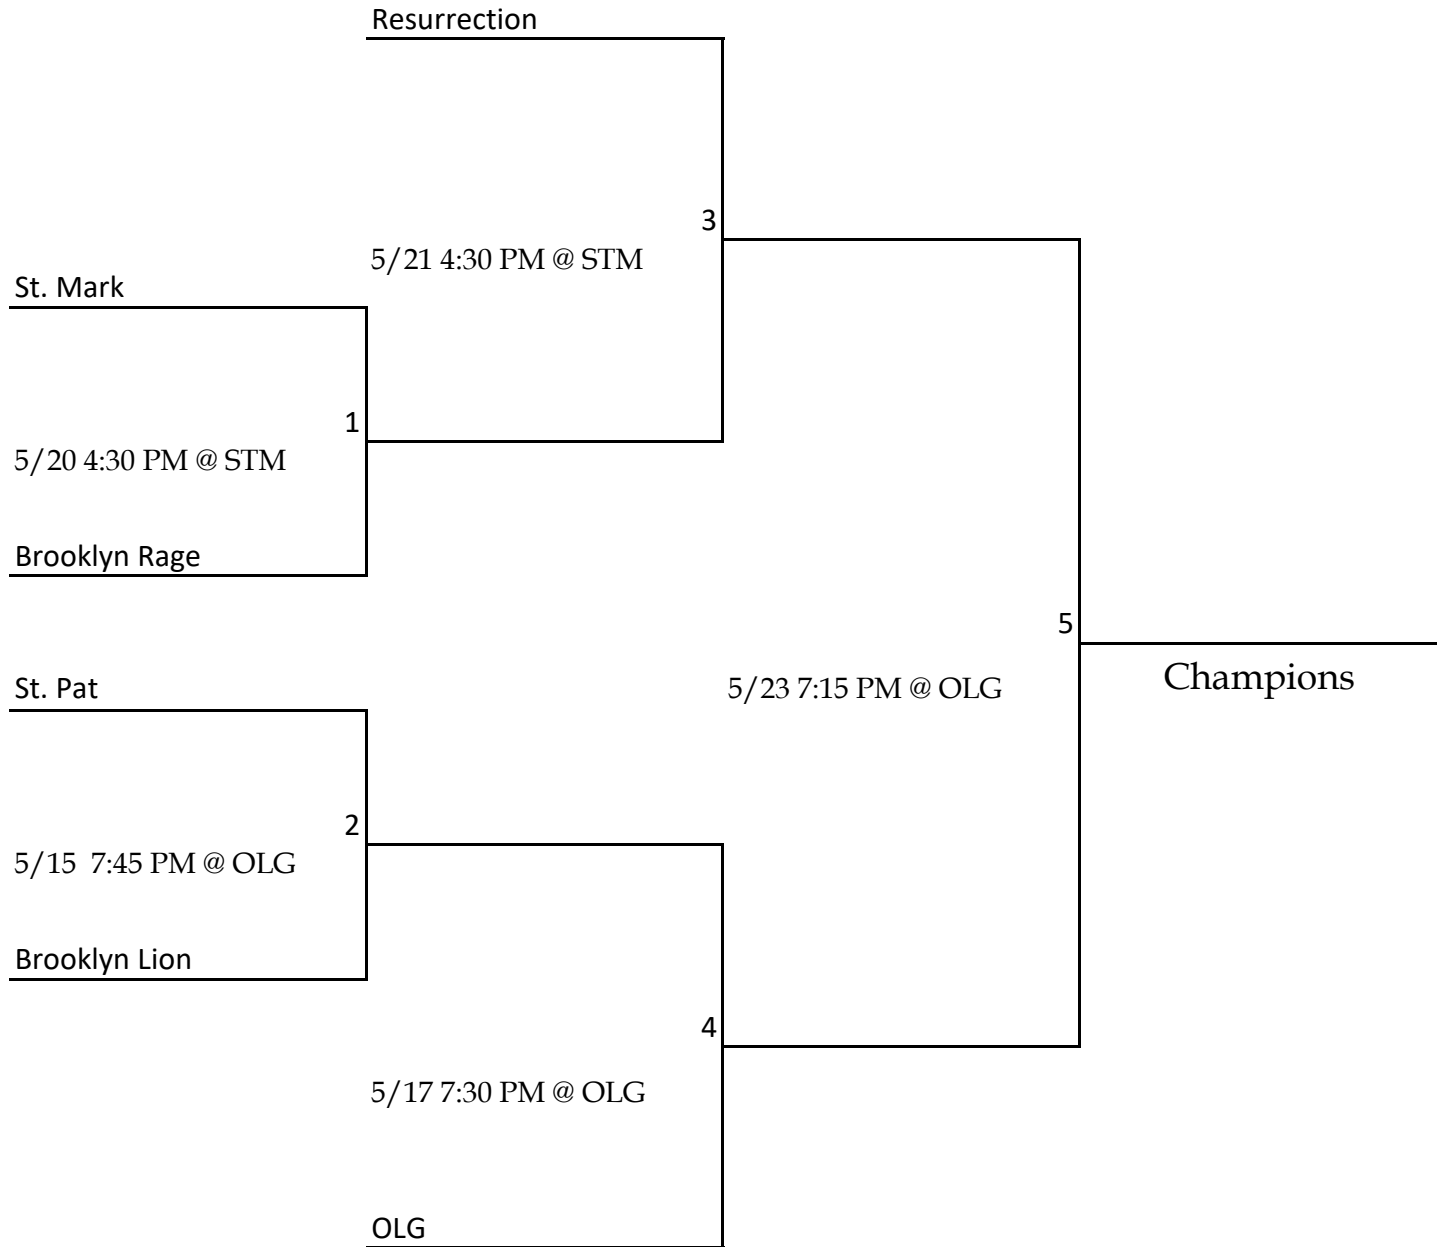 Resurrection
3
5/21 4:30 PM @ STM
St. Mark
1
5/20 4:30 PM @ STM
Brooklyn Rage
5
St. Pat
5/23 7:15 PM @ OLG
Champions
2
5/15  7:45 PM @ OLG
Brooklyn Lion
4
5/17 7:30 PM @ OLG
OLG